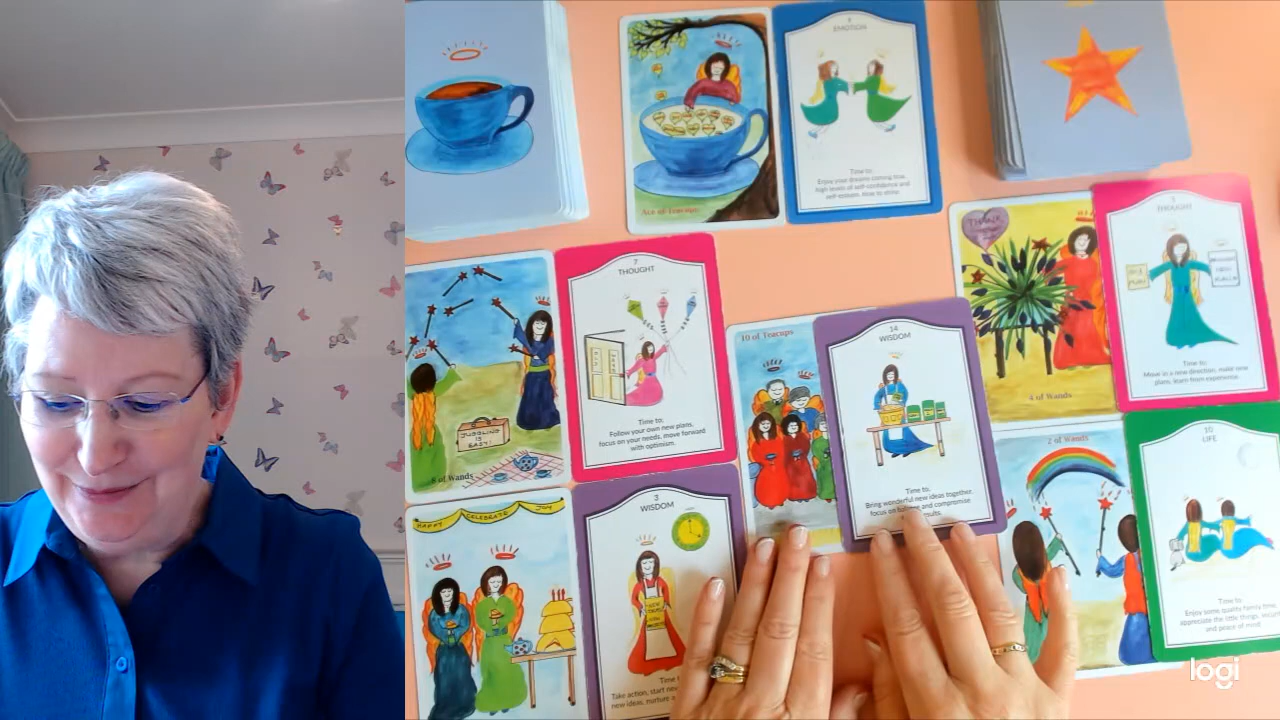 Ace of Teacups
9
EMOTION
Time to:
Enjoy your dreams coming true,
high levels of self-confidence and
self-esteem. Now to shine.
JUGGLING
IS
EASY!
8 of Wands
7
THOUGHT
Time to:
Follow your own new plans,
focus on your needs, move forward
with optimism.
10 of Teacups
14
WISDOM
Time to:
Bring wonderful new ideas together,
focus on and compromise
results.
THANK
4 of Wands
THOUGHT
OLD
PLAN
Time to:
Move in a new direction, make new
plans, learn from experience.
HAPPY CELEBRATE JOY
3
WISDOM
Time
Take action, start new
new ideas, nurture
2 of Wands
10
LIFE
Time to:
Enjoy some quality family time,
appreciate the little things, security
and peace of mind.
logi